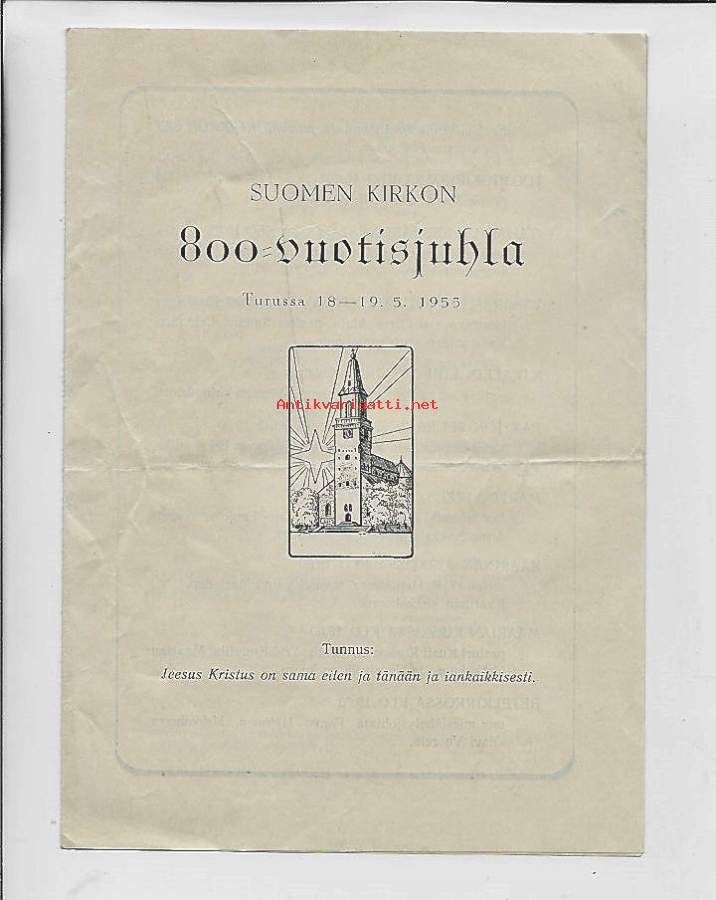 SUOMEN KIRKON
800-vuotisjuhla
Turussa 18—19. 5. 1955
Antikvariaatti.net
Tunnus:
Jeesus Kristus on sama eilen ja tänään ja iankaikkisesti.